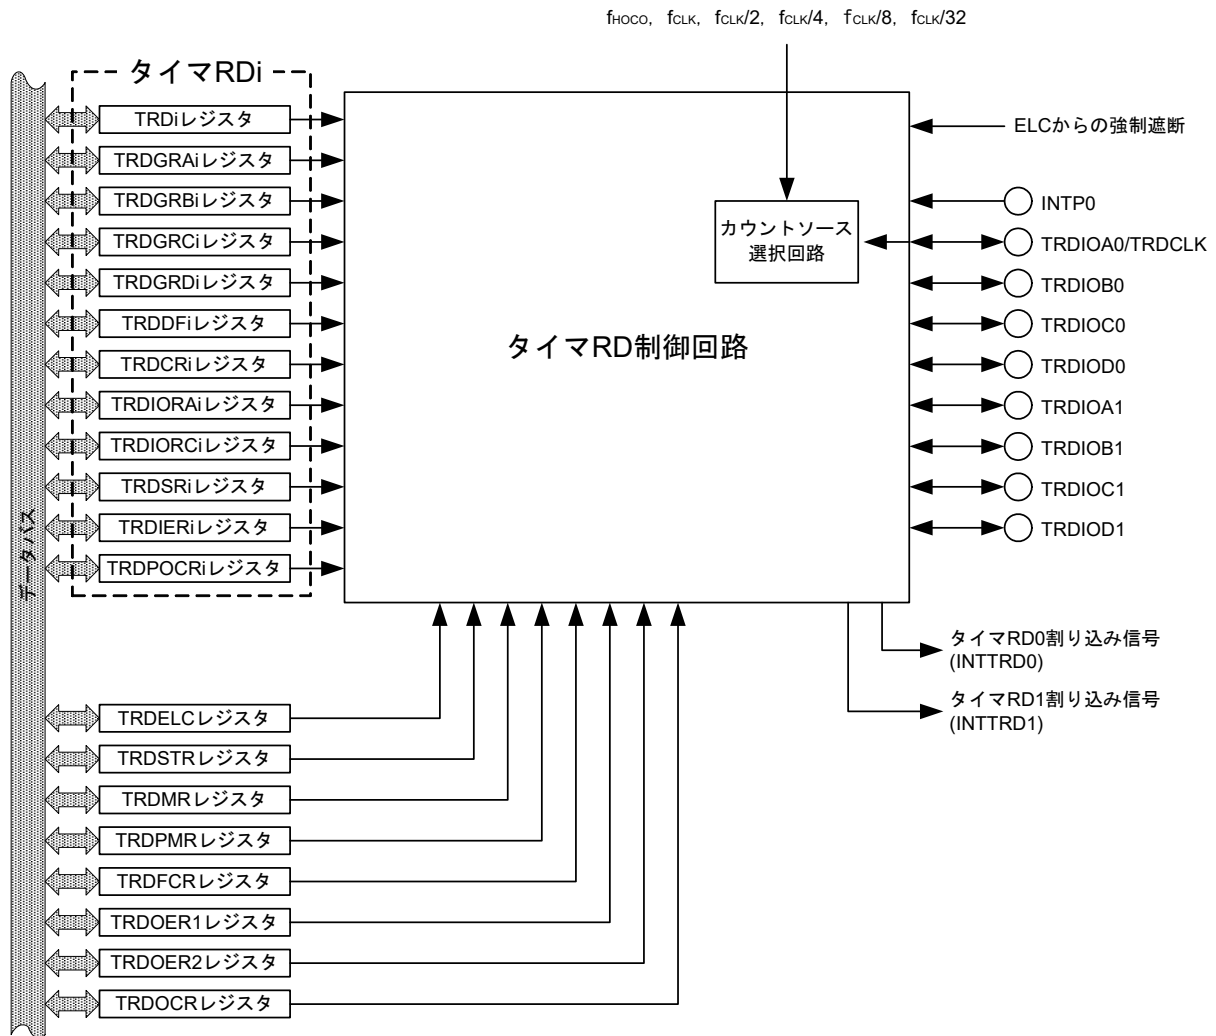 fHOCO, fCLK, fCLK/2, fCLK/4, fCLK/8, fCLK/32
タイマRDi
TRDiレジスタ
TRDGRAiレジスタ
TRDGRBiレジスタ
TRDGRCiレジスタ
TRDGRDiレジスタ
TRDDFiレジスタ
TRDCRiレジスタ
TRDIORAiレジスタ
TRDIORCiレジスタ
TRDSRiレジスタ
TRDIERiレジスタ
TRDPOCRiレジスタ
データバス
カウントソース
選択回路
タイマRD制御回路
ELCからの強制遮断
INTP0
TRDIOA0/TRDCLK
TRDIOB0
TRDIOC0
TRDIOD0
TRDIOA1
TRDIOB1
TRDIOC1
TRDIOD1
タイマRD0割り込み信号
(INTTRD0)
タイマRD1割り込み信号
(INTTRD1)
TRDELCレジスタ
TRDSTRレジスタ
TRDMRレジスタ
TRDPMRレジスタ
TRDFCRレジスタ
TRDOER1レジスタ
TRDOER2レジスタ
TRDOCRレジスタ